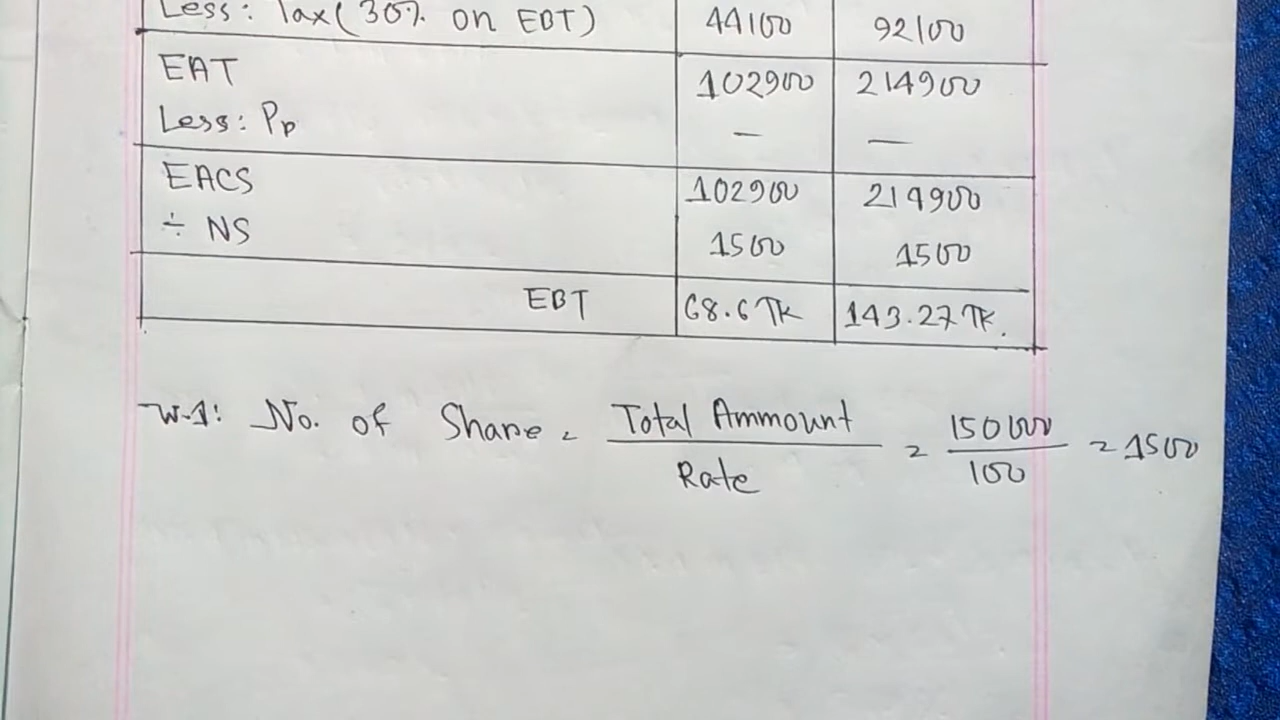 Less: Tax (30% on EBT) 44100 92100
EAT 102900 214900
Less: Pp — —
EACS 102900 214900
÷ NS 1500 1500
EBT 68.6 TK 143.27 TK.
W-1: No. of Share = Total Ammount / Rate = 150000 / 100 = 1500